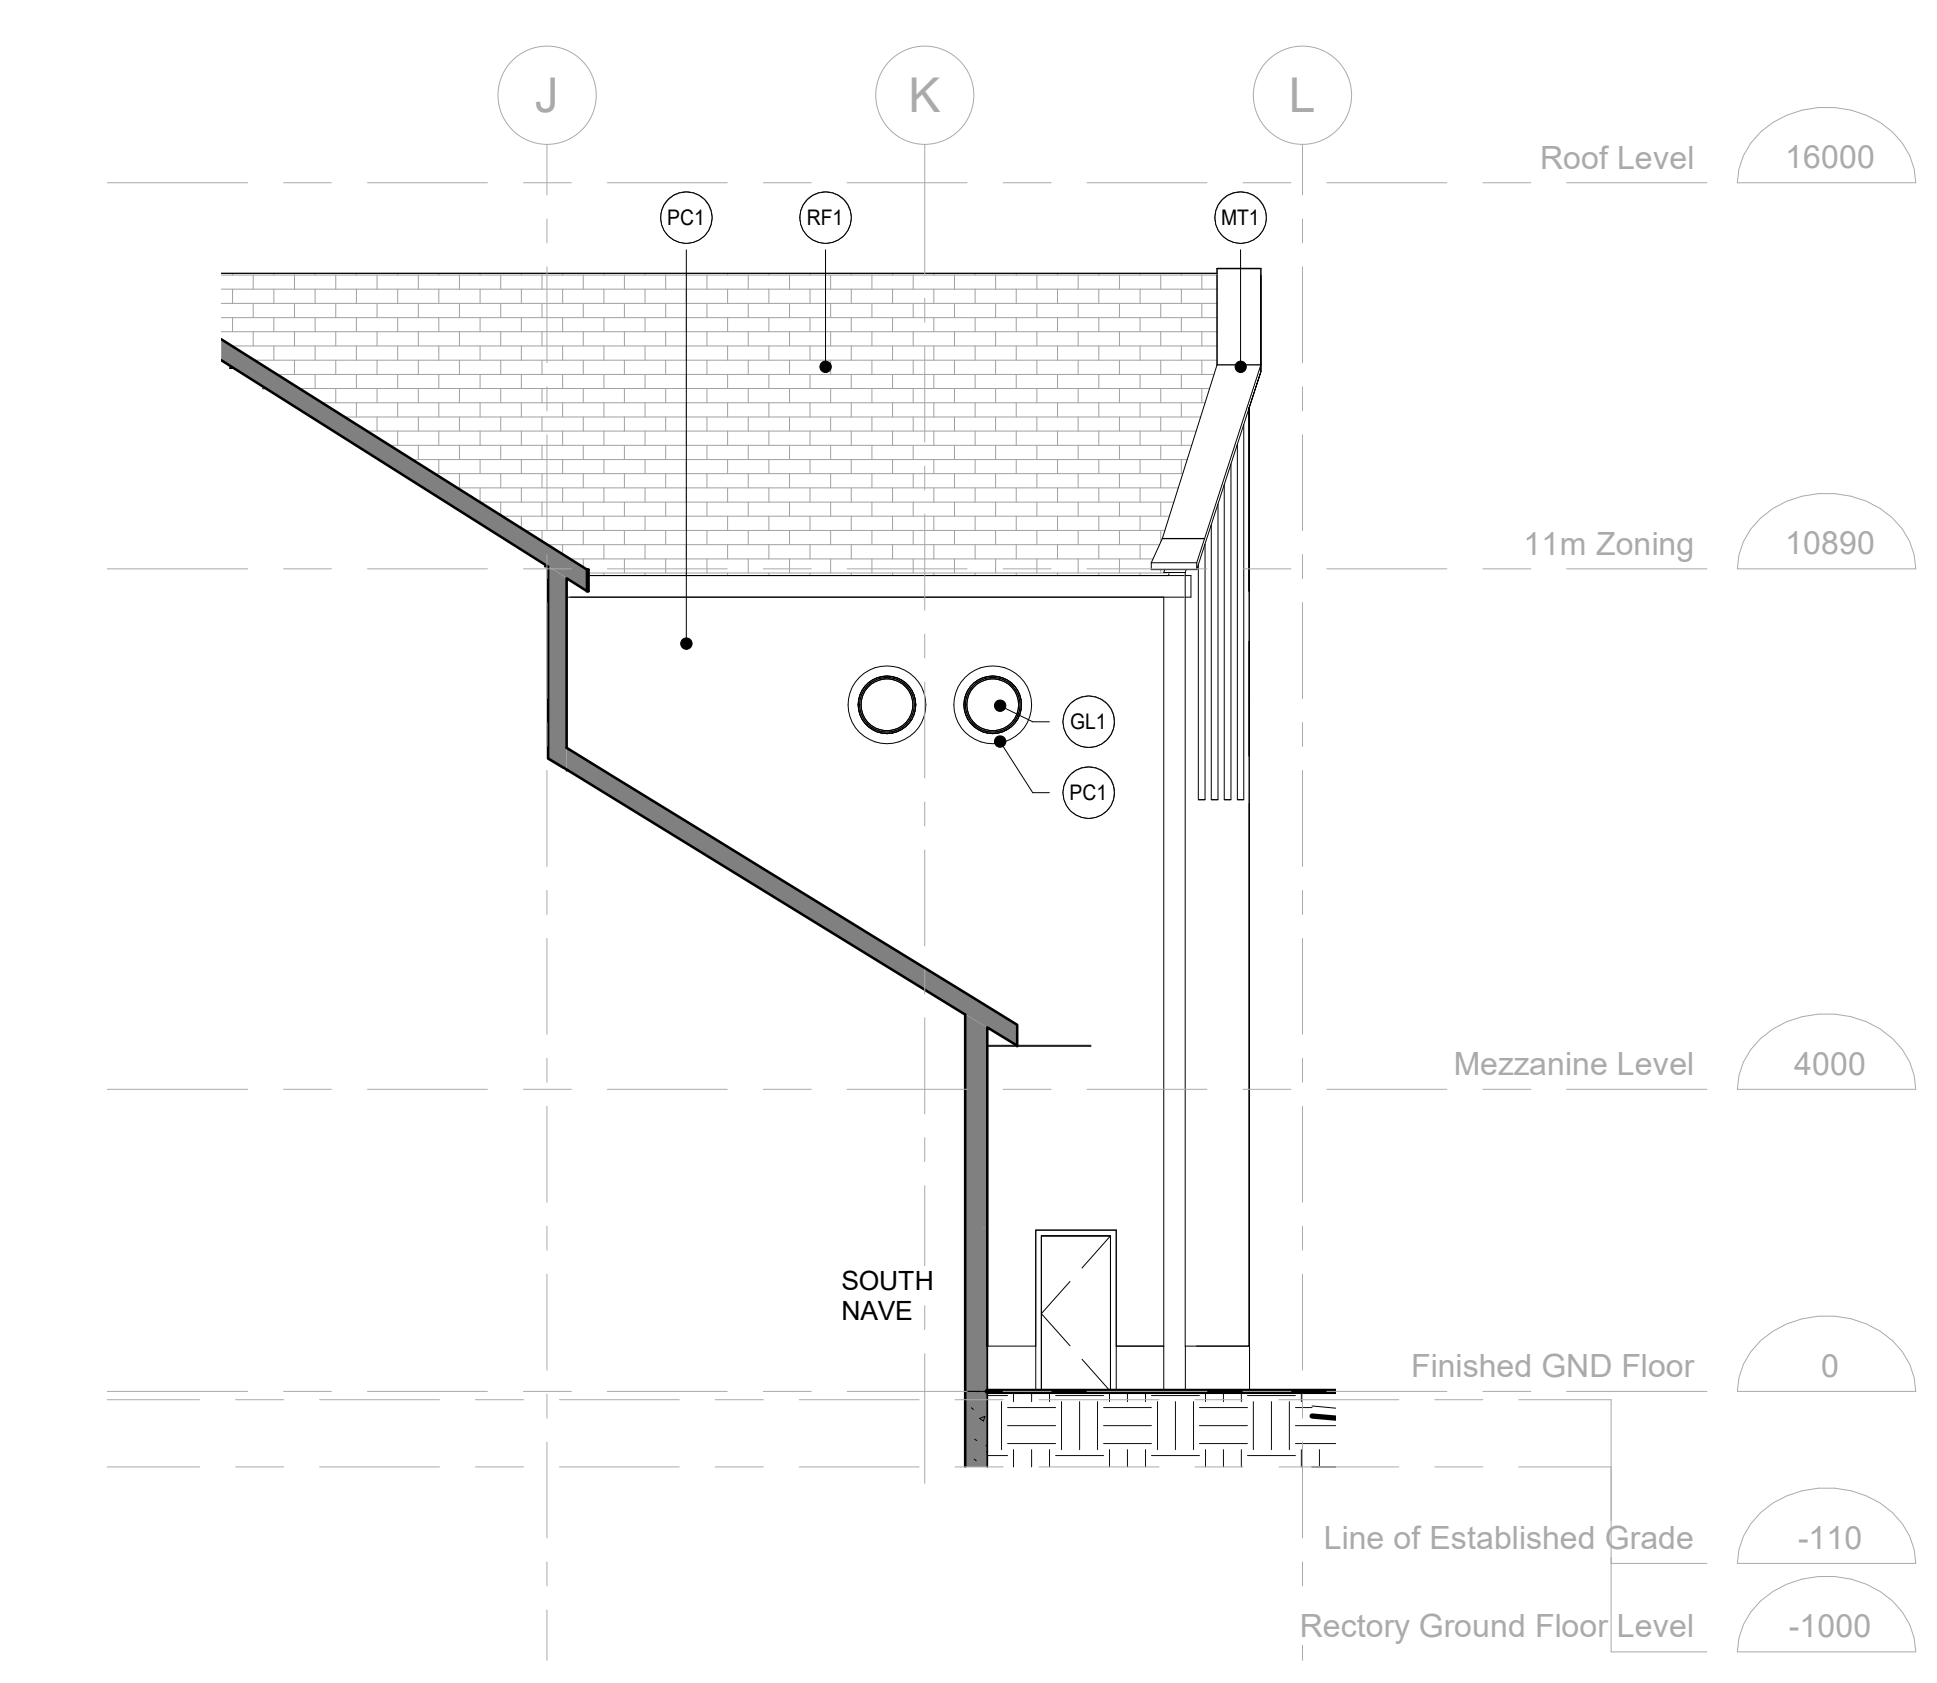 J
K
L
Roof Level 16000
PC1
RF1
MT1
11m Zoning 10890
GL1
PC1
Mezzanine Level 4000
SOUTH
NAVE
Finished GND Floor 0
Line of Established Grade -110
Rectory Ground Floor Level -1000